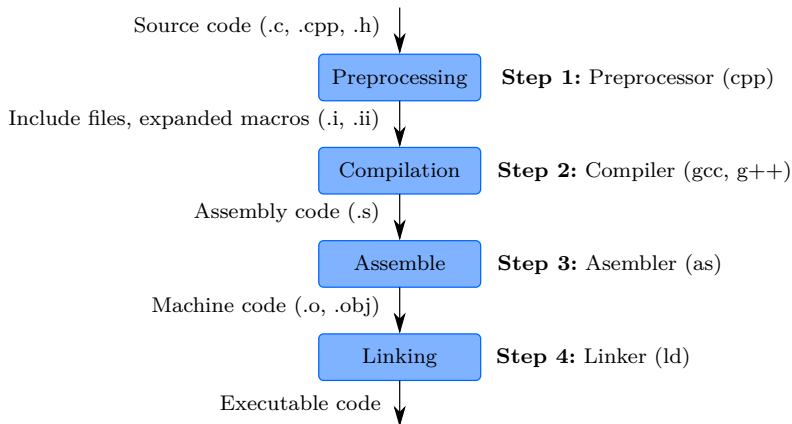 Source code (.c, .cpp, .h)
Preprocessing
Step 1: Preprocessor (cpp)
Include files, expanded macros (.i, .ii)
Compilation
Step 2: Compiler (gcc, g++)
Assembly code (.s)
Assemble
Step 3: Asembler (as)
Machine code (.o, .obj)
Linking
Step 4: Linker (ld)
Executable code